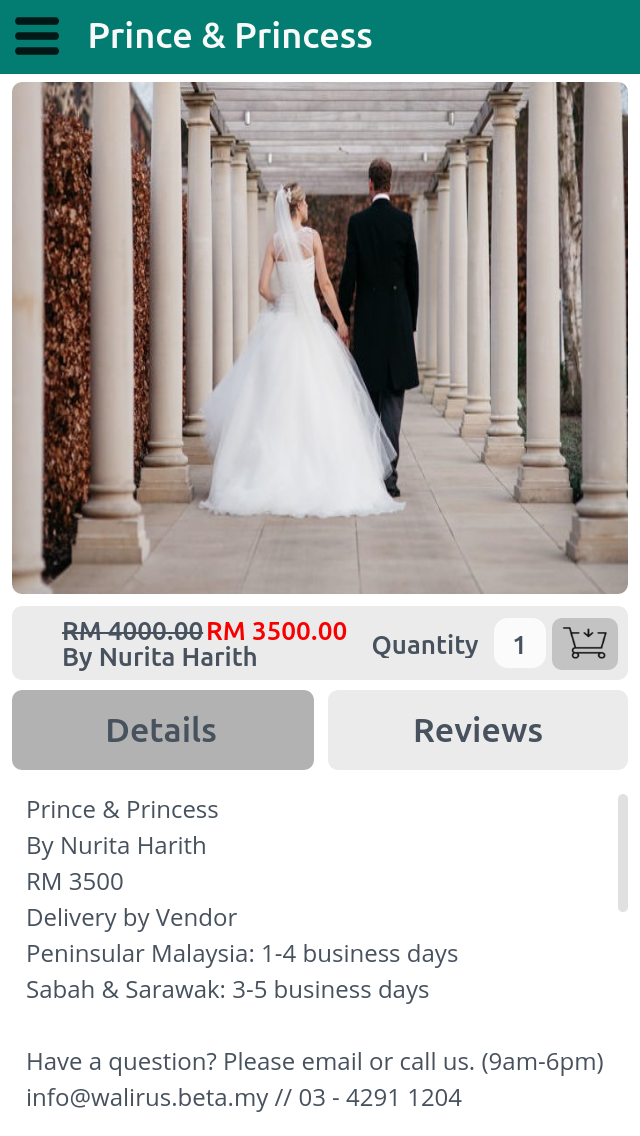 Prince & Princess
RM 4000.00 RM 3500.00
By Nurita Harith
Quantity 1
Details
Reviews
Prince & Princess
By Nurita Harith
RM 3500
Delivery by Vendor
Peninsular Malaysia: 1-4 business days
Sabah & Sarawak: 3-5 business days
Have a question? Please email or call us. (9am-6pm)
info@walirus.beta.my // 03 - 4291 1204